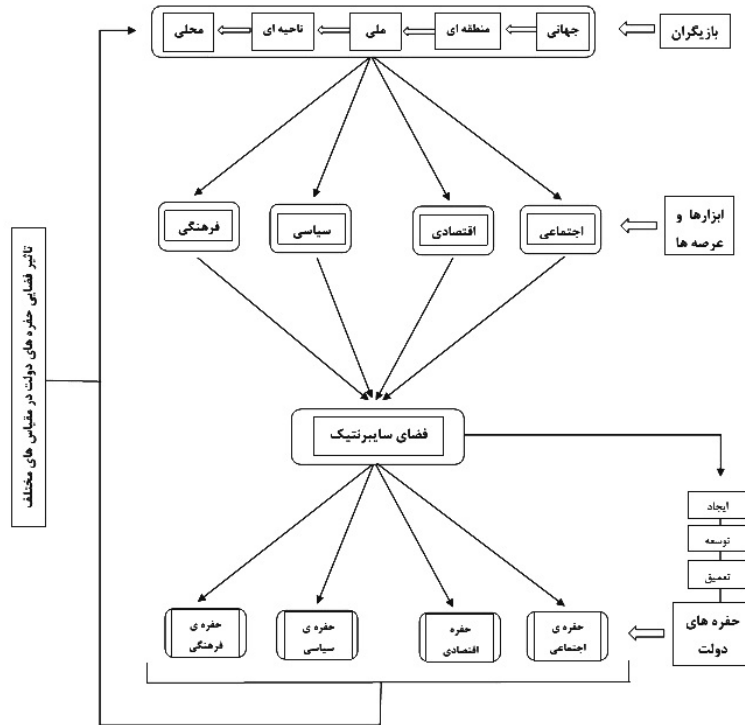 بازیگران
جهانی
منطقه ای
ملی
ناحیه ای
محلی
ابزارها و
عرصه ها
اجتماعی
اقتصادی
سیاسی
فرهنگی
تاثیر فضایی حفره های دولت در مقیاس های مختلف
فضای سایبرنتیک
ایجاد
توسعه
تعمیق
حفره های
دولت
حفره ی
اجتماعی
حفره
اقتصادی
حفره ی
سیاسی
حفره ی
فرهنگی